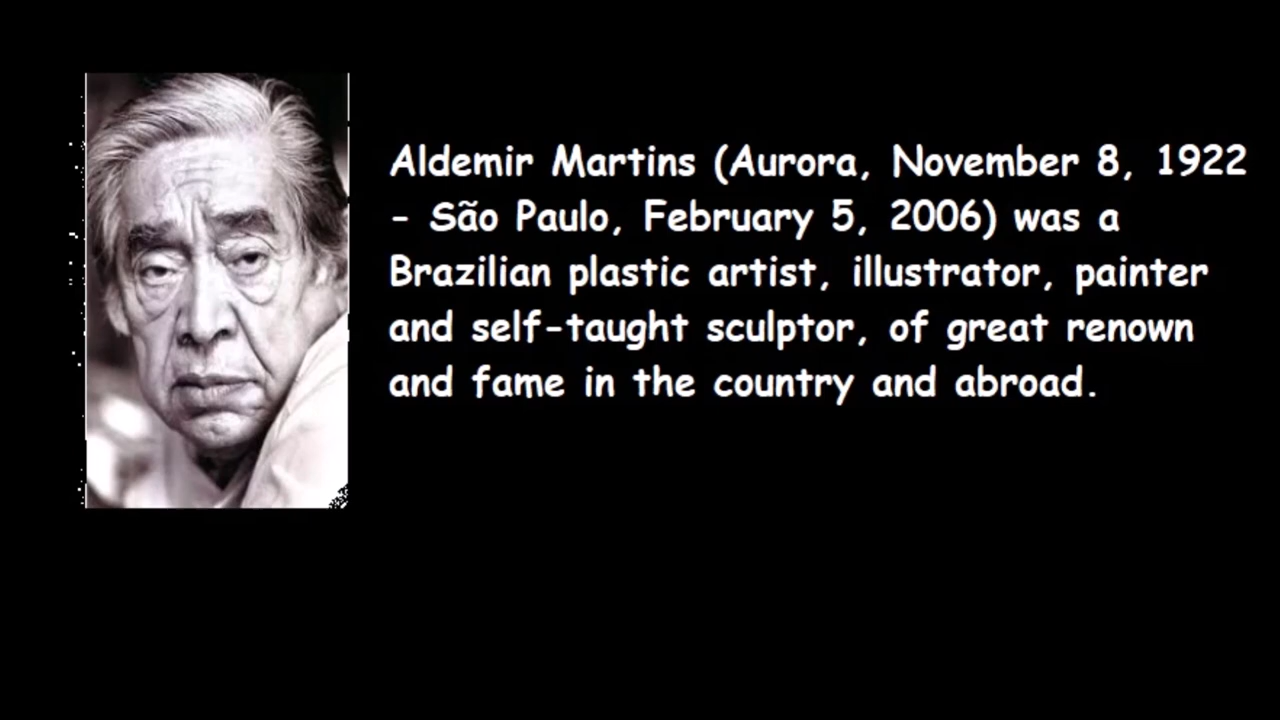 Aldemir Martins (Aurora, November 8, 1922
- São Paulo, February 5, 2006) was a
Brazilian plastic artist, illustrator, painter
and self-taught sculptor, of great renown
and fame in the country and abroad.